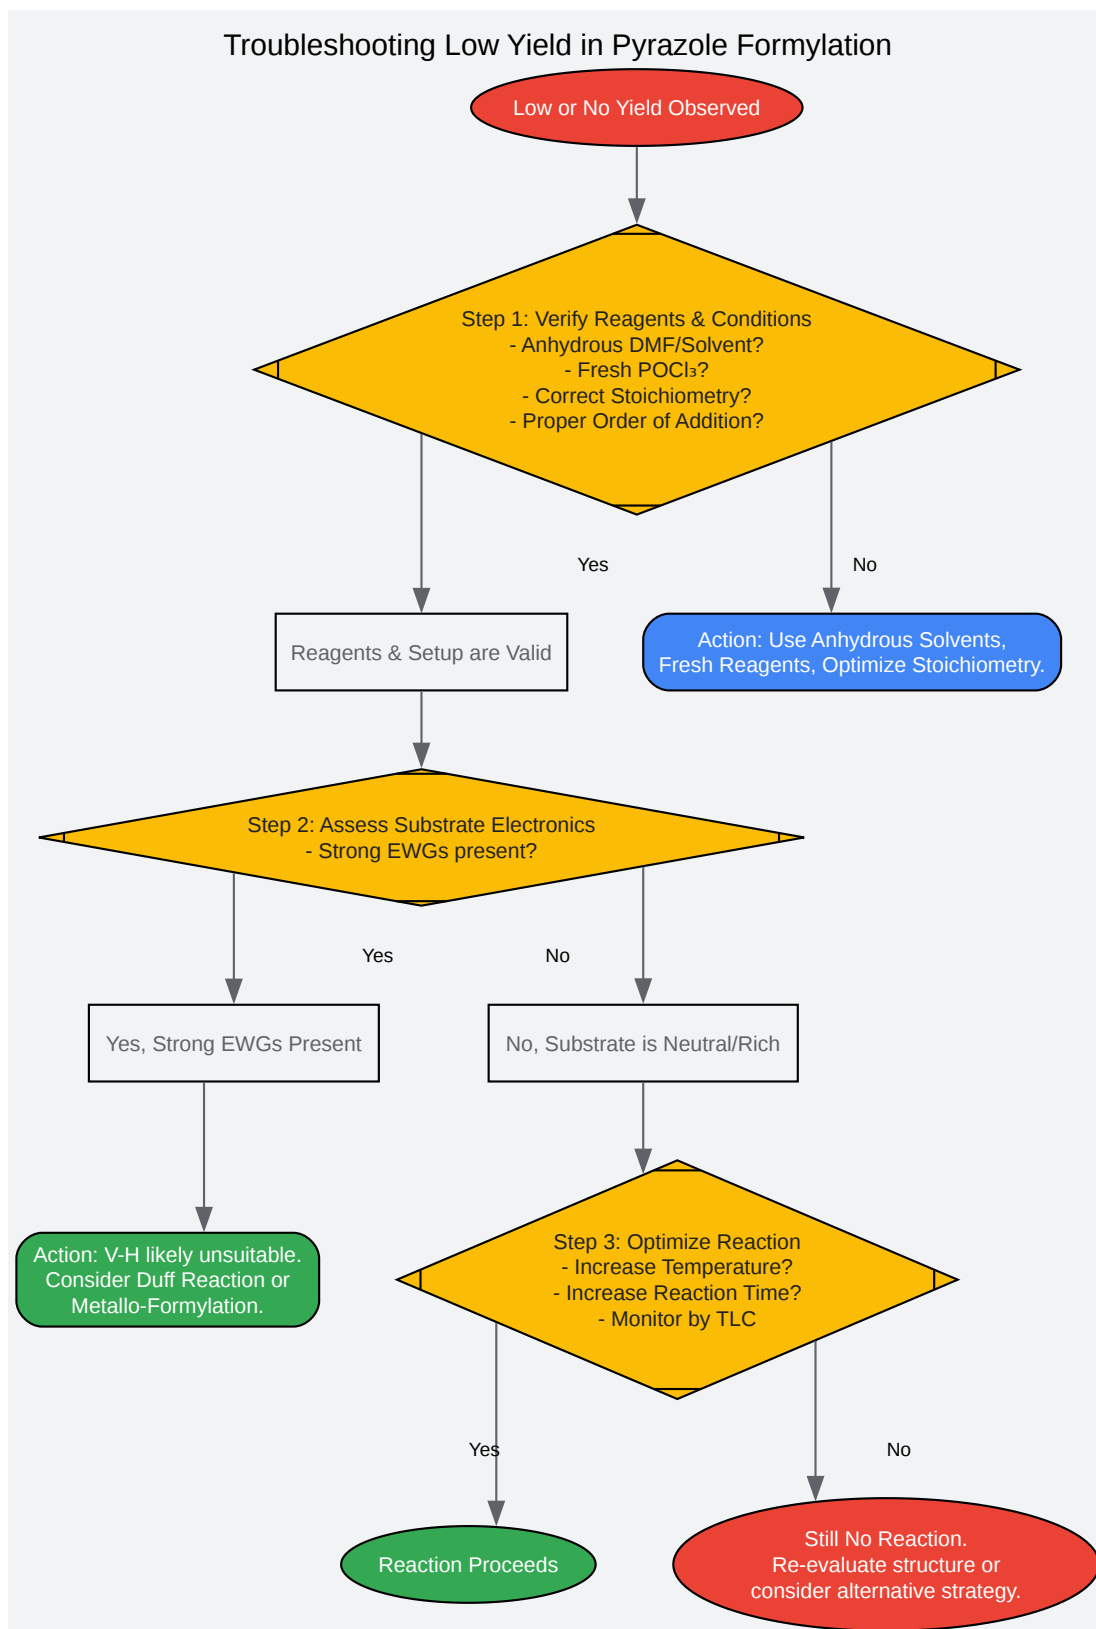 Troubleshooting Low Yield in Pyrazole Formylation
Low or No Yield Observed
Step 1: Verify Reagents & Conditions
- Anhydrous DMF/Solvent?
- Fresh POCl₃?
- Correct Stoichiometry?
- Proper Order of Addition?
Yes
No
Reagents & Setup are Valid
Action: Use Anhydrous Solvents,
Fresh Reagents, Optimize Stoichiometry.
Step 2: Assess Substrate Electronics
- Strong EWGs present?
Yes
No
Yes, Strong EWGs Present
No, Substrate is Neutral/Rich
Action: V-H likely unsuitable.
Consider Duff Reaction or
Metallo-Formylation.
Step 3: Optimize Reaction
- Increase Temperature?
- Increase Reaction Time?
- Monitor by TLC
Yes
No
Reaction Proceeds
Still No Reaction.
Re-evaluate structure or
consider alternative strategy.